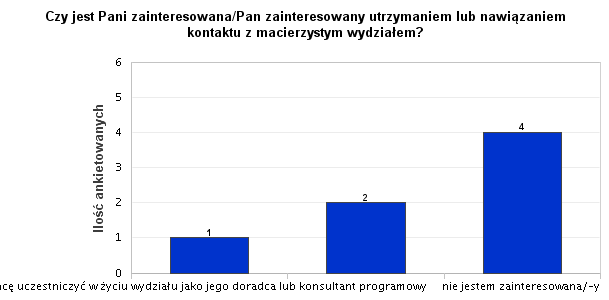 Czy jest Pani zainteresowana/Pan zainteresowany utrzymaniem lub nawiązaniem
kontaktu z macierzystym wydziałem?
Ilość ankietowanych
6
5
4
3
2
1
0
1
2
4
cę uczestniczyć w życiu wydziału jako jego doradca lub konsultant programowy
nie jestem zainteresowana/-y